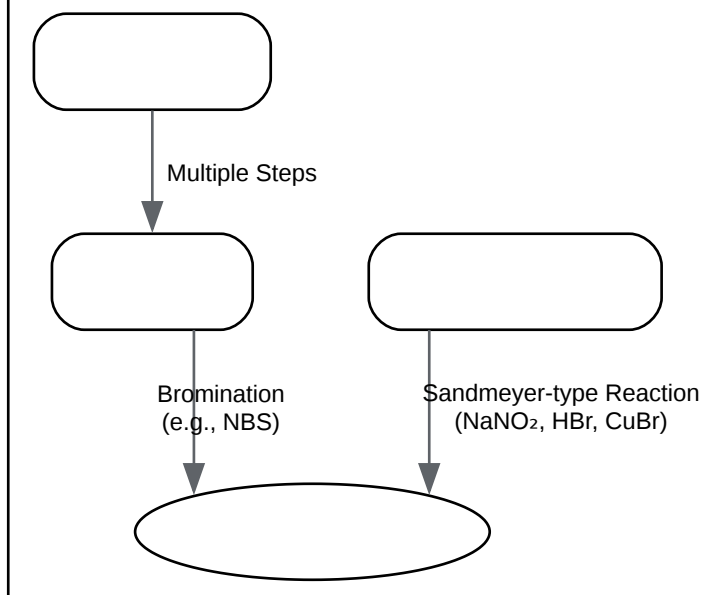 Multiple Steps
Bromination
(e.g., NBS)
Sandmeyer-type Reaction
(NaNO₂, HBr, CuBr)